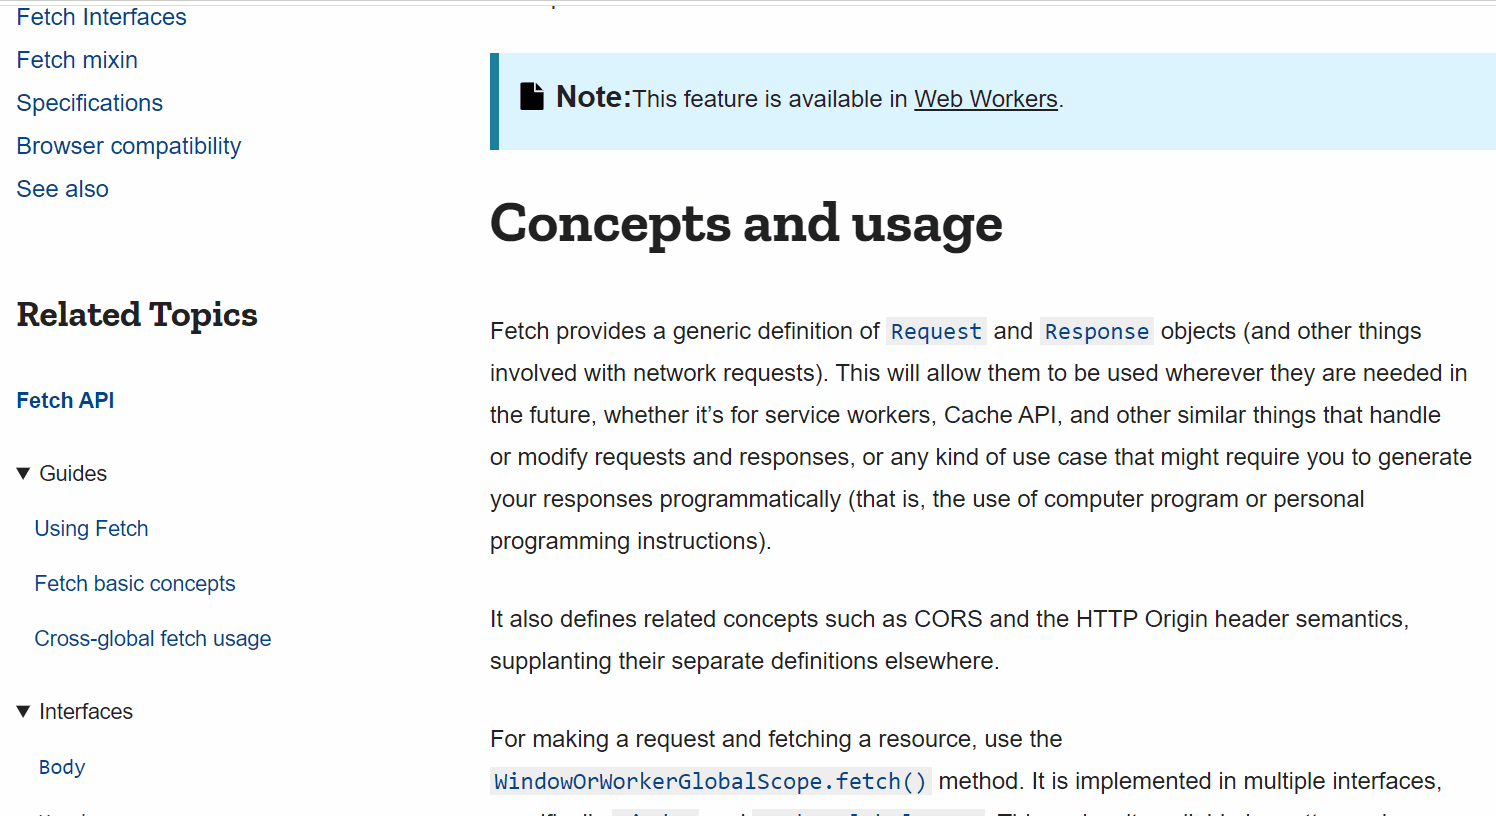 Fetch Interfaces
Fetch mixin
Specifications
Browser compatibility
See also
Related Topics
Fetch API
▼ Guides
Using Fetch
Fetch basic concepts
Cross-global fetch usage
▼ Interfaces
Body
Note:This feature is available in Web Workers.
Concepts and usage
Fetch provides a generic definition of Request and Response objects (and other things
involved with network requests). This will allow them to be used wherever they are needed in
the future, whether it’s for service workers, Cache API, and other similar things that handle
or modify requests and responses, or any kind of use case that might require you to generate
your responses programmatically (that is, the use of computer program or personal
programming instructions).
It also defines related concepts such as CORS and the HTTP Origin header semantics,
supplanting their separate definitions elsewhere.
For making a request and fetching a resource, use the
WindowOrWorkerGlobalScope.fetch() method. It is implemented in multiple interfaces,